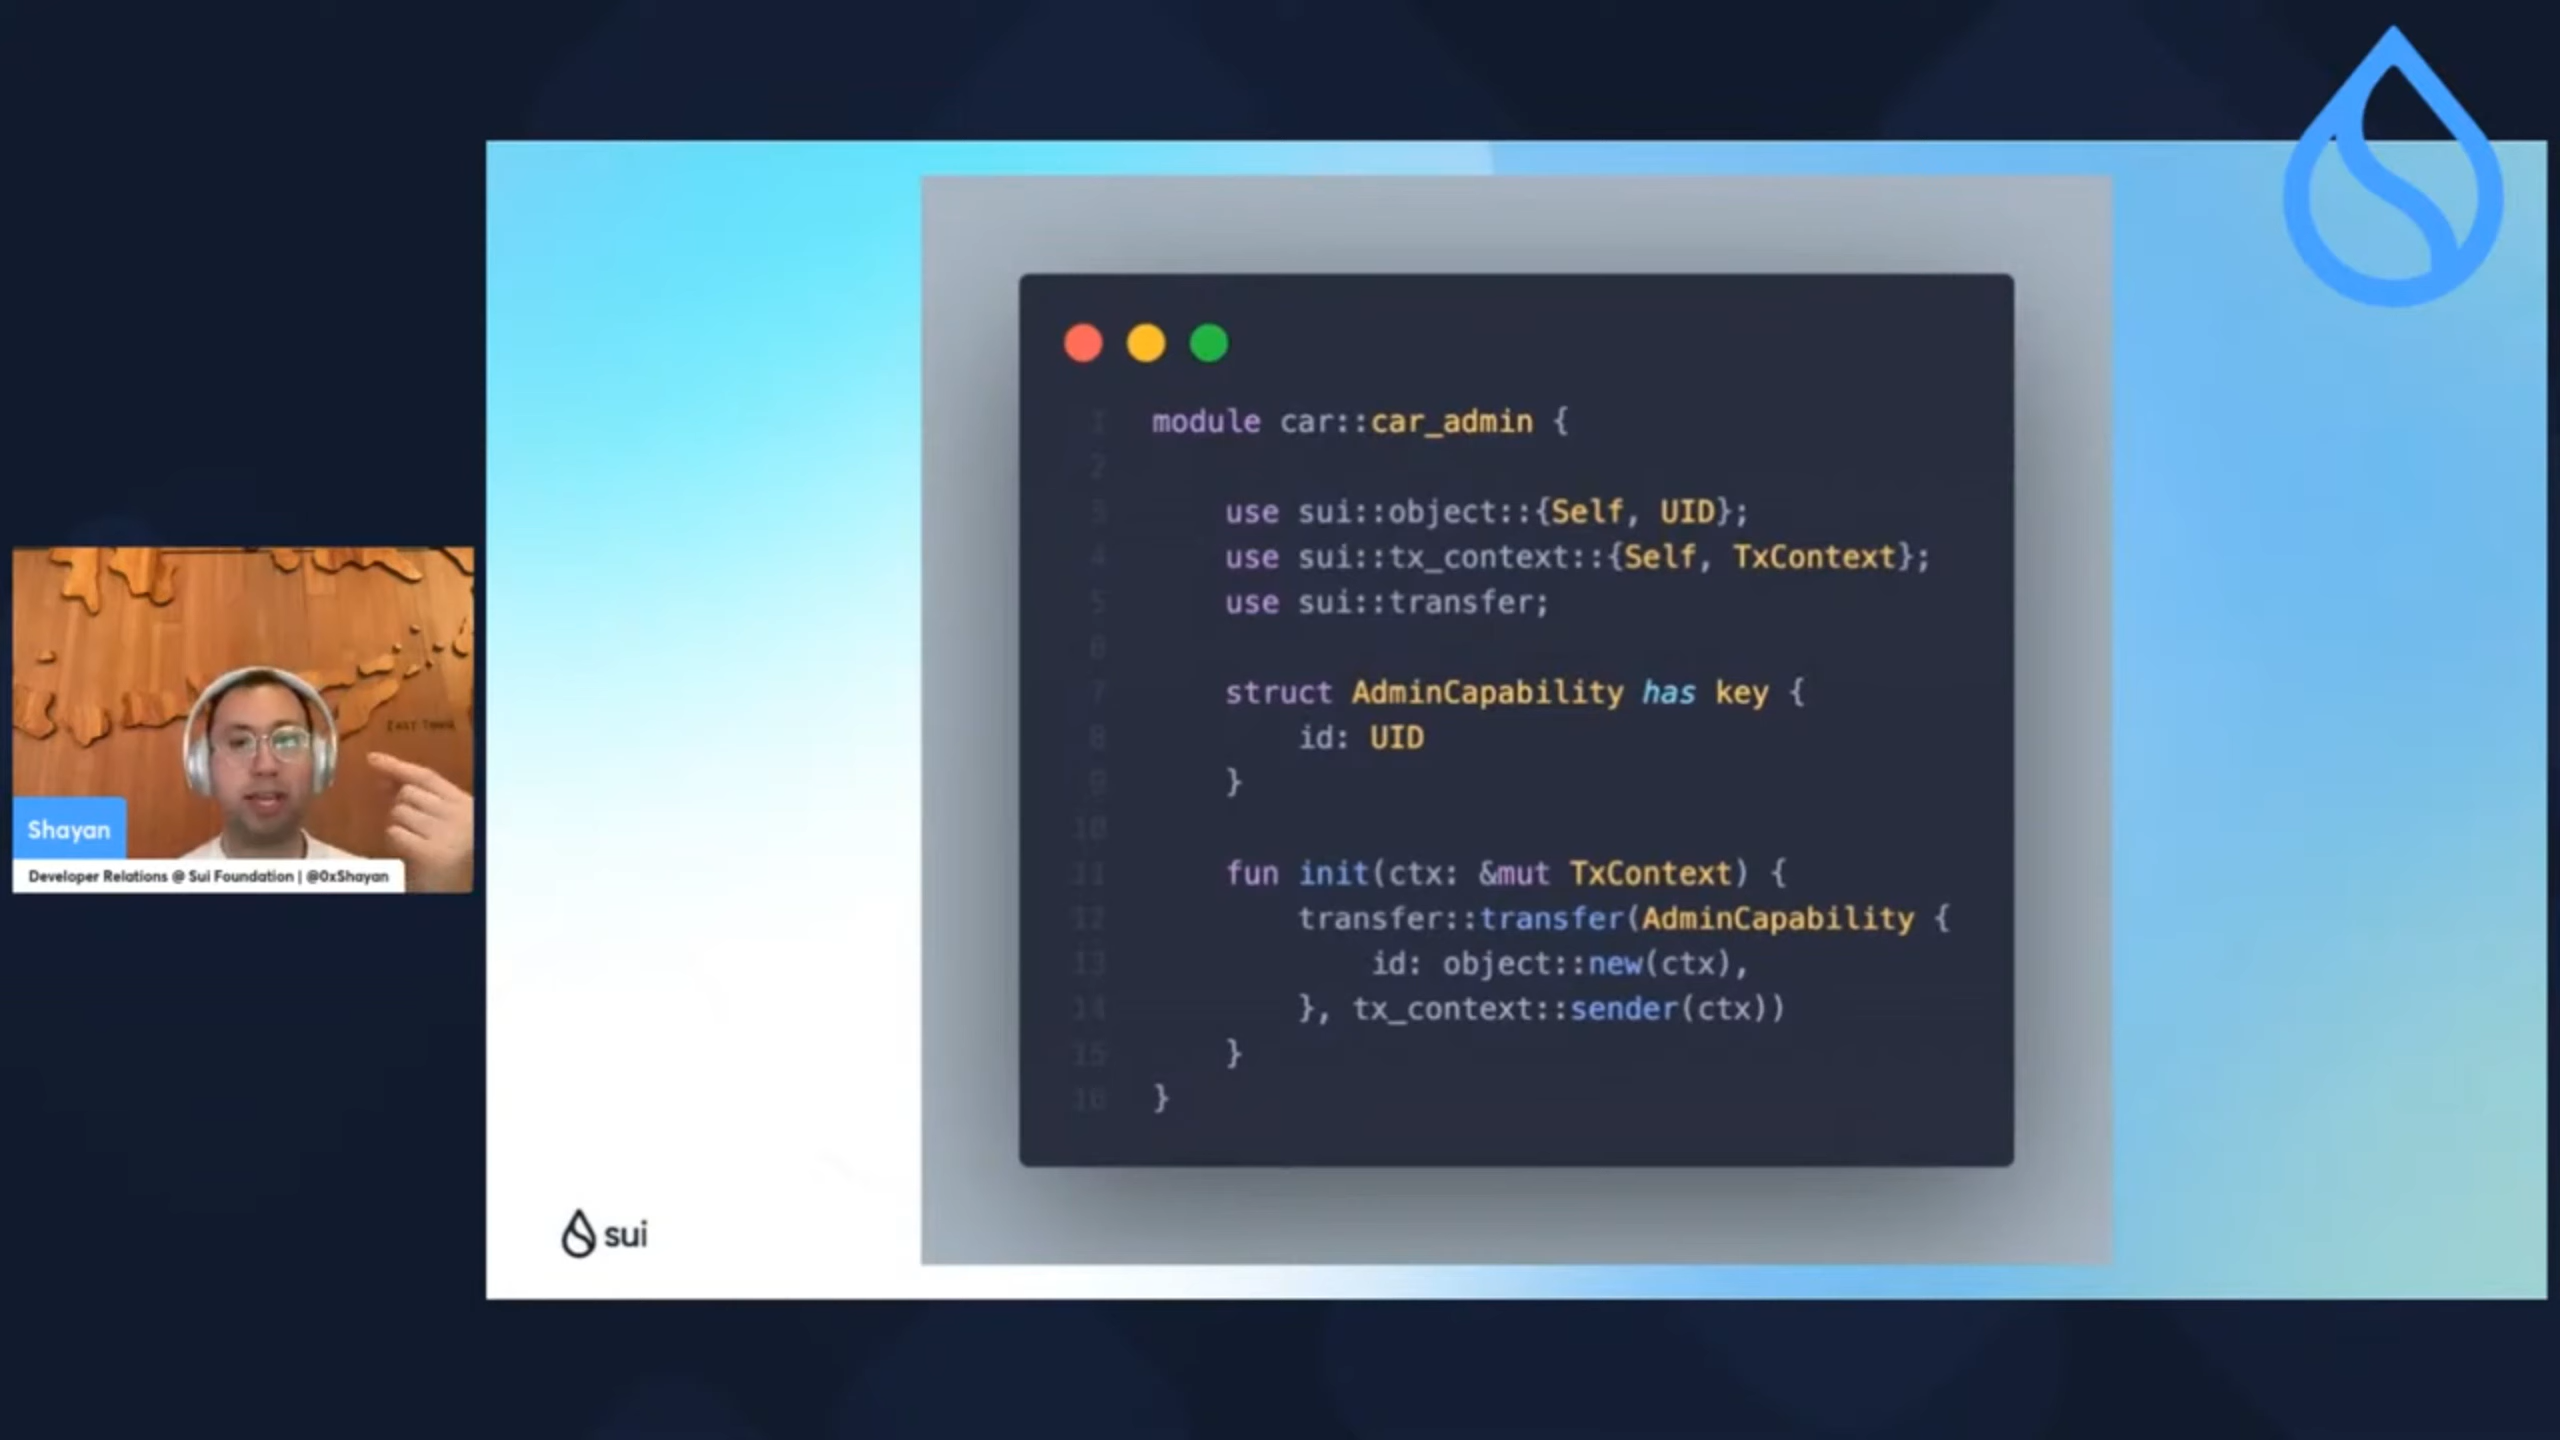 module car::car_admin {
use sui::object::{Self, UID};
use sui::tx_context::{Self, TxContext};
use sui::transfer;
struct AdminCapability has key {
id: UID
}
fun init(ctx: &mut TxContext) {
transfer::transfer(AdminCapability {
id: object::new(ctx),
}, tx_context::sender(ctx))
}
}
Shayan
Developer Relations @ Sui Foundation | @0xShayan
sui